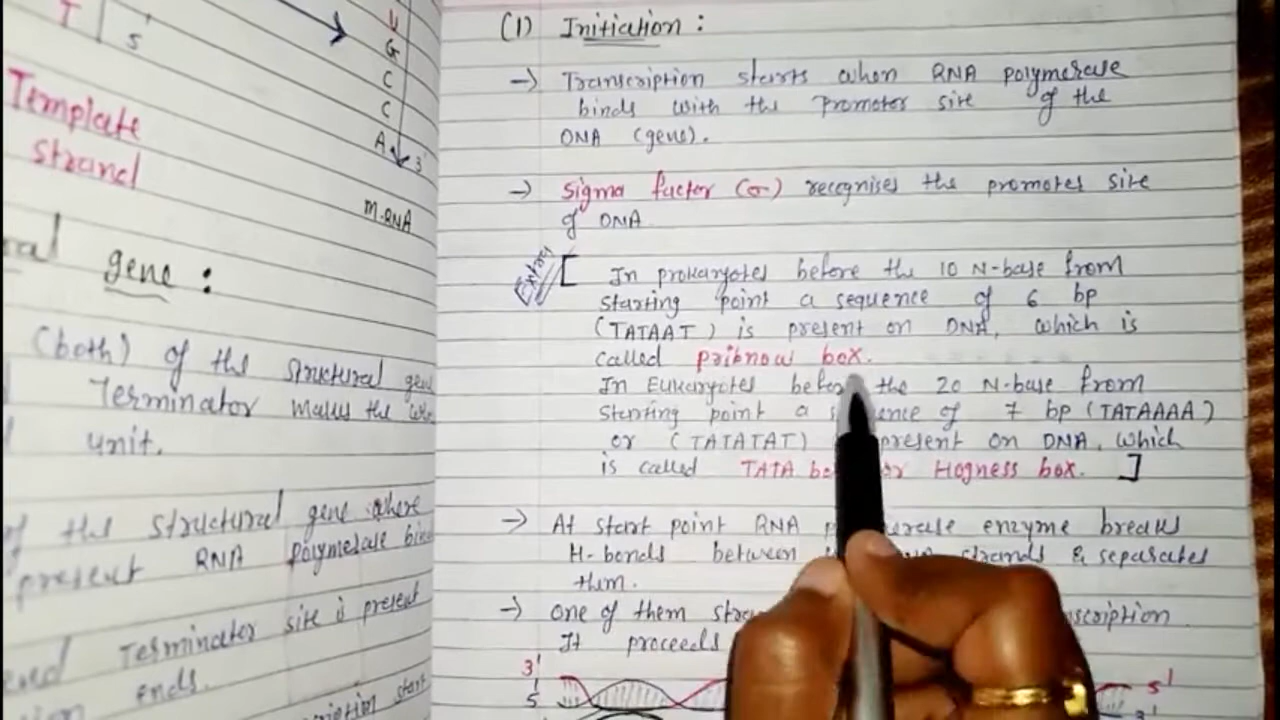 T
5'
U
G
C
C
A
3'
Template
strand
m-RNA
gene :
(both) of the structural gene
Terminator makes the
unit.
of the structural gene where
present RNA polymerase
Terminator site is present
ends.
start
(1) Initiation :
→ Transcription starts when RNA polymerase
binds with the Promoter site of the
DNA (gene).
→ Sigma factor (σ) recognises the promoter site
of DNA
Extra
[ In prokaryotes before the 10 N-base from
starting point a sequence of 6 bp
(TATAAT) is present on DNA, which is
called pribnow box.
In Eukaryotes before the 20 N-base from
Starting point a of 7 bp (TATAAAA)
or (TATATAT) present on DNA, which
is called TATA or Hogness box. ]
→ At start point RNA enzyme breaks
H-bonds between strands & separates
them.
→ one of them
It proceeds
3'
5'
5'
3'